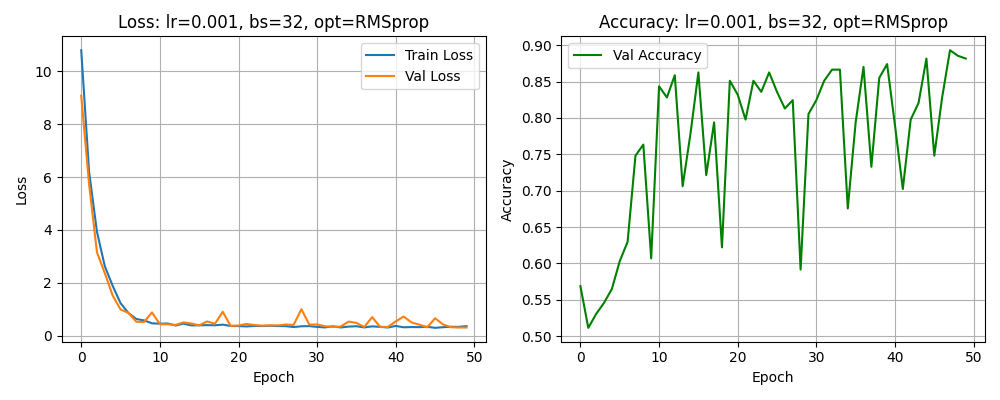 Loss: lr=0.001, bs=32, opt=RMSprop
Train Loss
Val Loss
10
8
6
4
2
0
Loss
0 10 20 30 40 50
Epoch
Accuracy: lr=0.001, bs=32, opt=RMSprop
Val Accuracy
0.90
0.85
0.80
0.75
0.70
0.65
0.60
0.55
0.50
Accuracy
0 10 20 30 40 50
Epoch